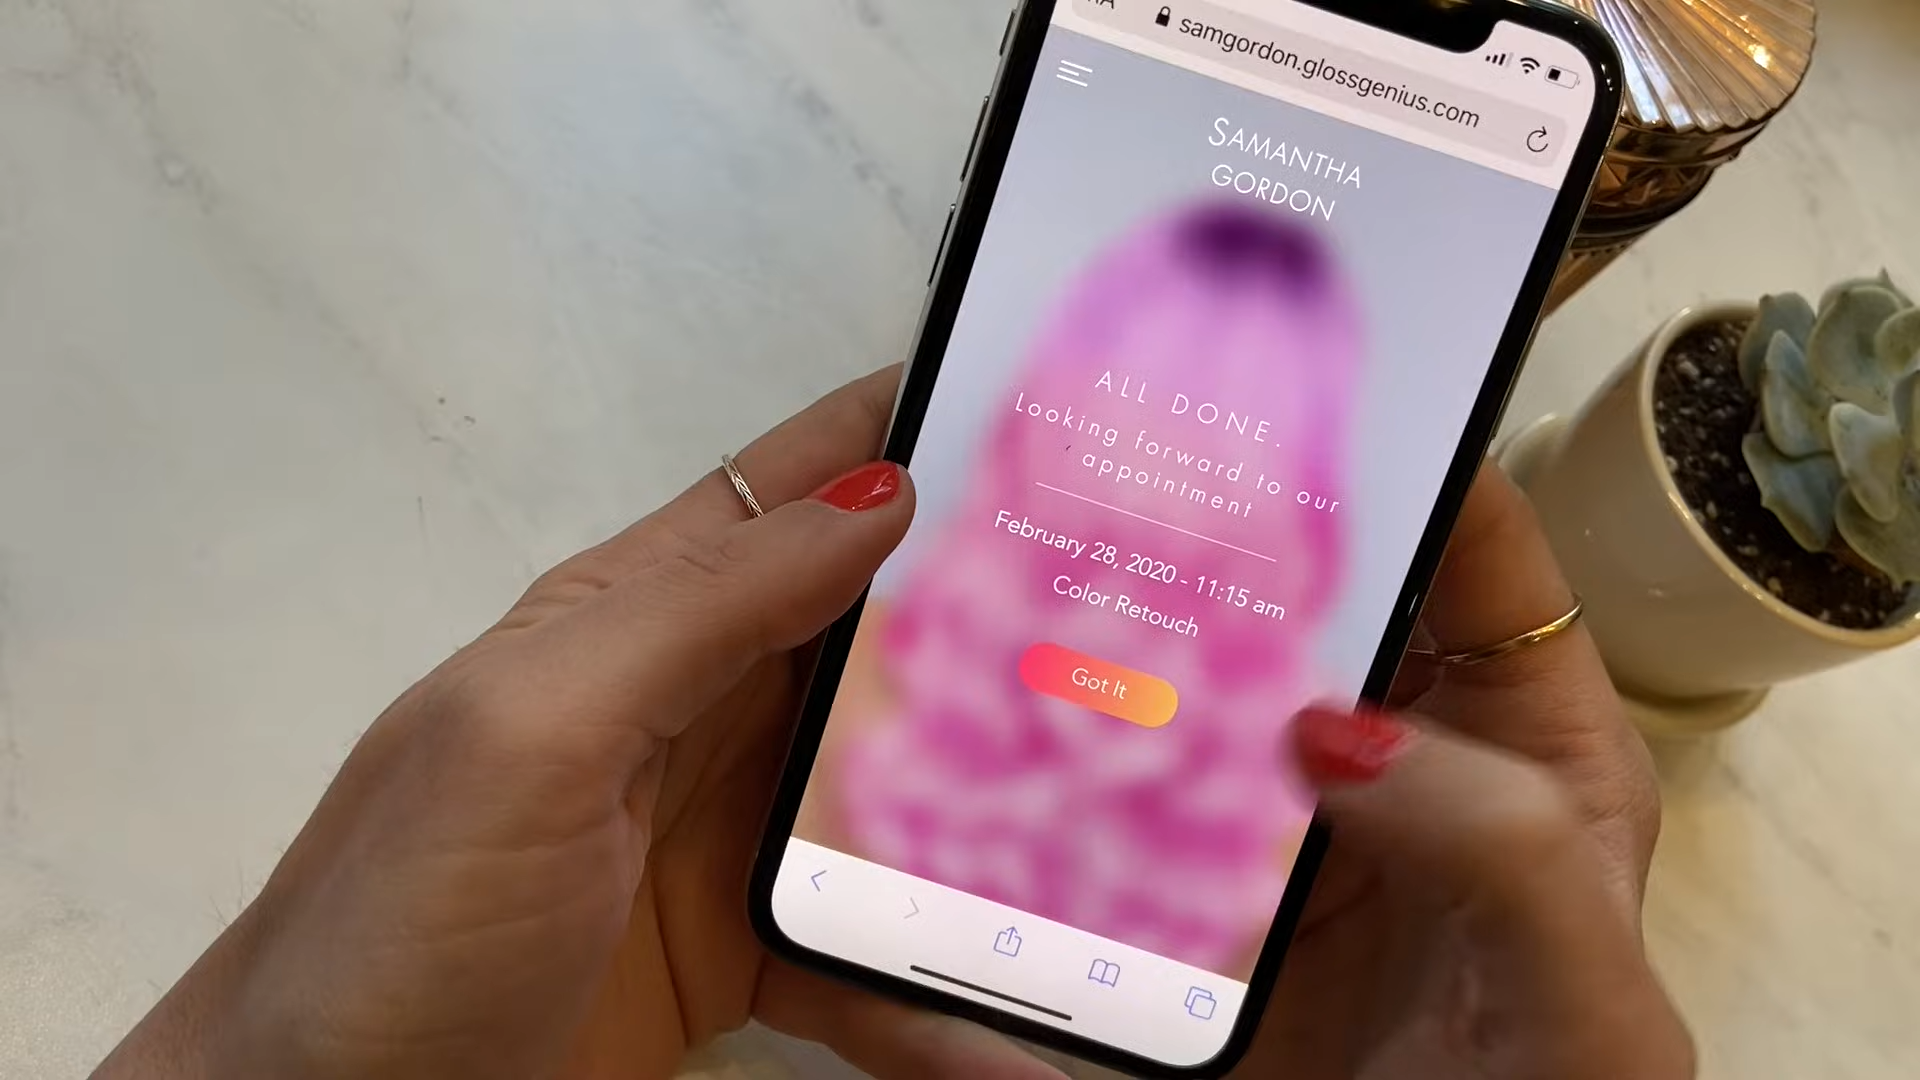 samgordon.glossgenius.com
SAMANTHA
GORDON
ALL DONE.
Looking forward to our
appointment
February 28, 2020 - 11:15 am
Color Retouch
Got It